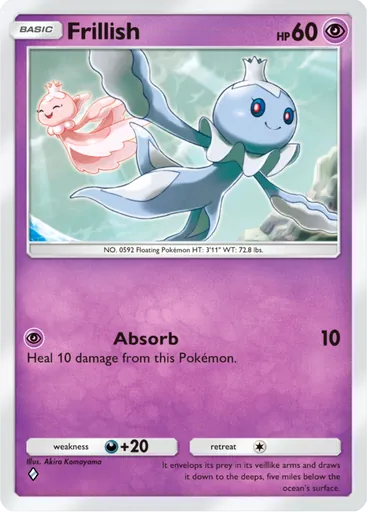 BASIC Frillish HP 60
NO. 0592 Floating Pokémon HT: 3'11" WT: 72.8 lbs.
Absorb 10
Heal 10 damage from this Pokémon.
weakness +20 retreat
Illus. Akira Komayama
It envelops its prey in its veillike arms and draws
it down to the deeps, five miles below the
ocean's surface.